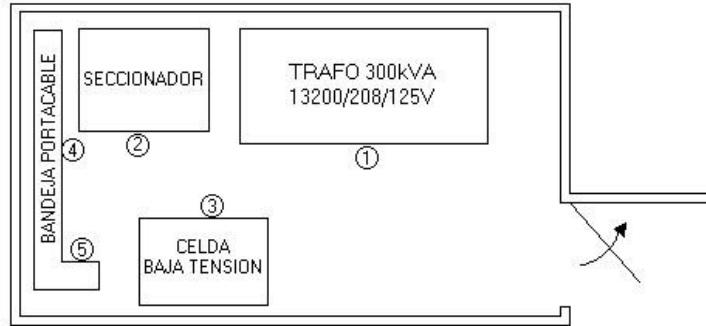 BANDEJA PORTACABLE
SECCIONADOR
TRAFO 300kVA
13200/208/125V
4
2
1
3
5
CELDA
BAJA TENSION